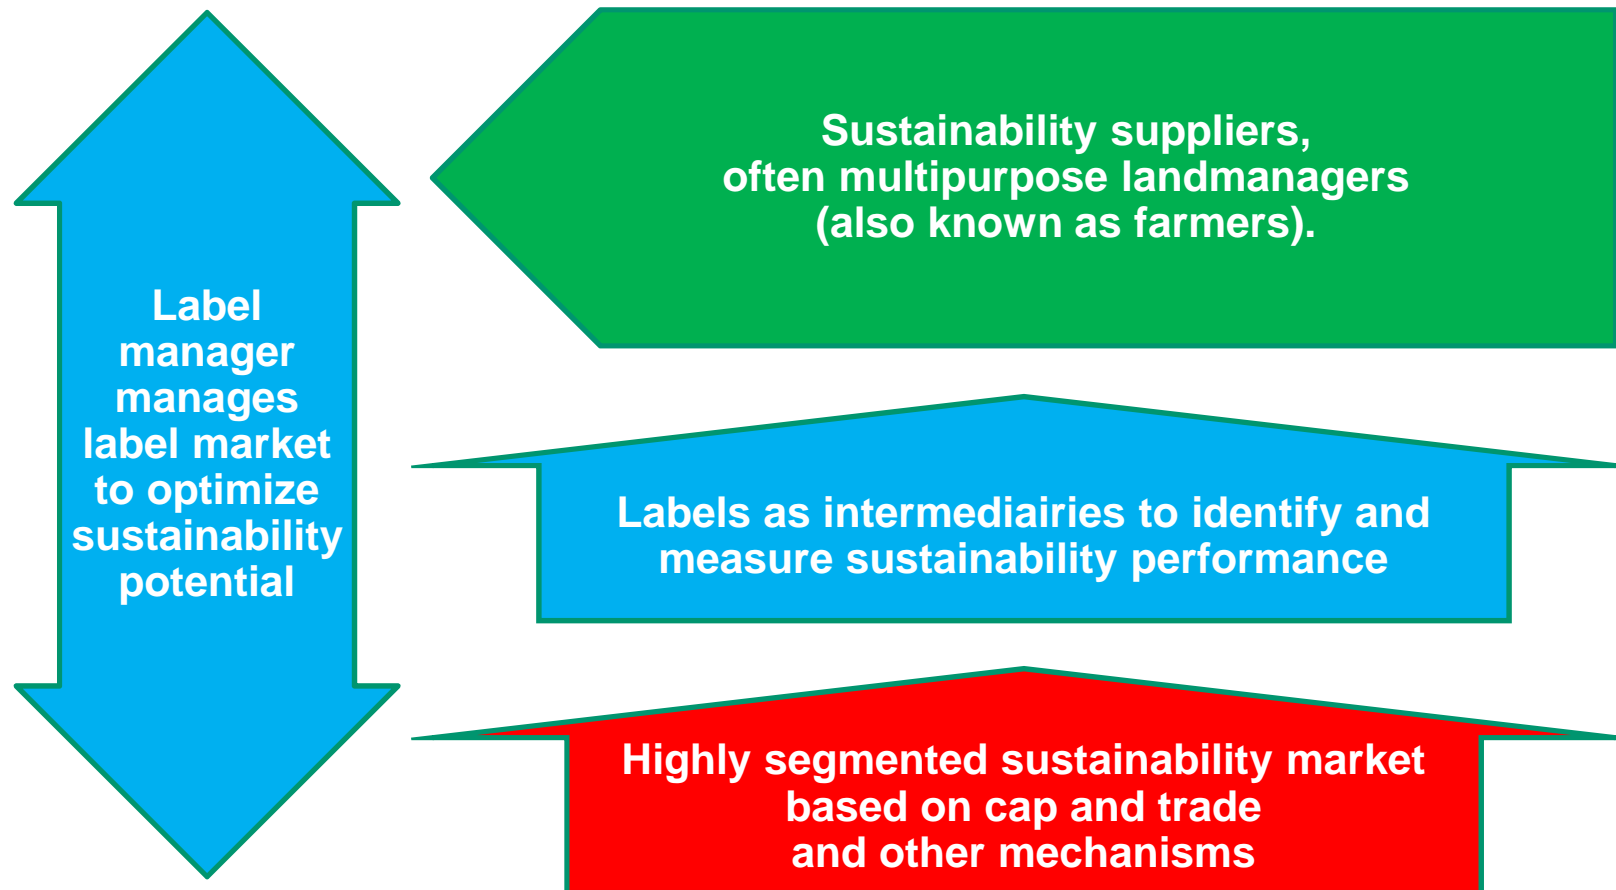 Label
manager
manages
label market
to optimize
sustainability
potential
Sustainability suppliers,
often multipurpose landmanagers
(also known as farmers).
Labels as intermediairies to identify and
measure sustainability performance
Highly segmented sustainability market
based on cap and trade
and other mechanisms